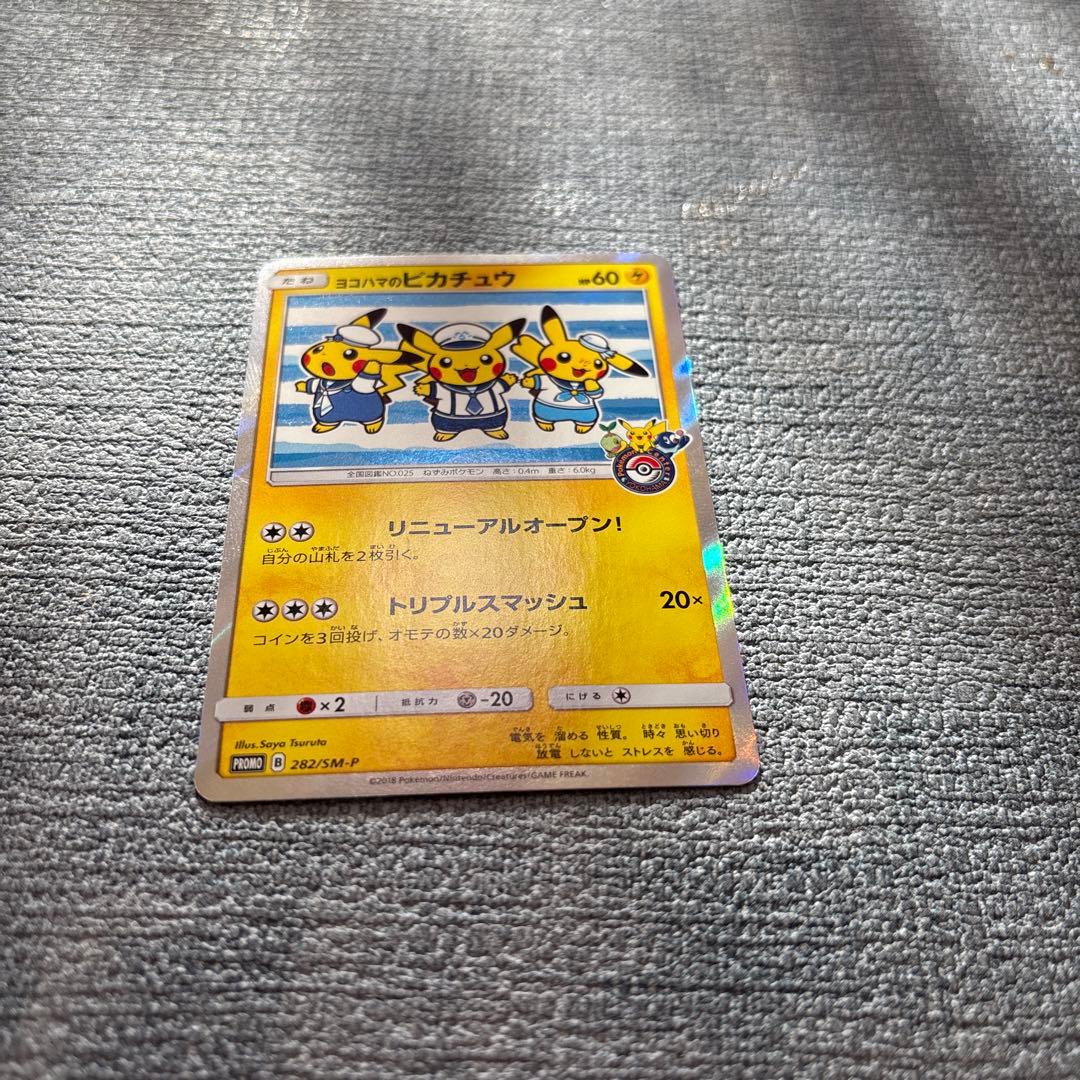 たね ヨコハマのピカチュウ HP60
全国図鑑NO.025 ねずみポケモン 高さ:0.4m 重さ:6.0kg
Pokémon Center
YOKOHAMA
リニューアルオープン!
自分の山札を2枚引く。
トリプルスマッシュ 20×
コインを3回投げ、オモテの数×20ダメージ。
弱点 ×2 抵抗力 -20 にげる
Illus.Saya Tsuruta
電気を 溜める 性質。 時々 思い切り
放電 しないと ストレスを 感じる。
PROMO B 282/SM-P
©2018 Pokémon/Nintendo/Creatures/GAME FREAK.